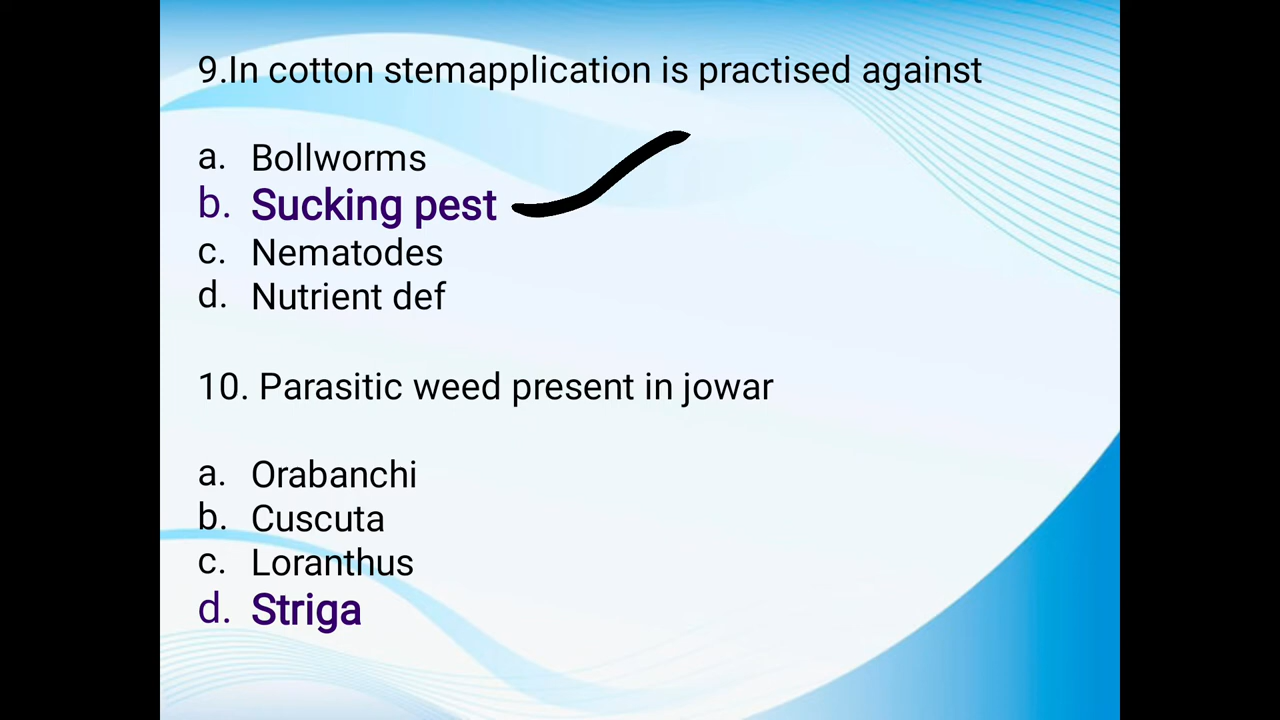 9.In cotton stemapplication is practised against
a. Bollworms
b. Sucking pest
c. Nematodes
d. Nutrient def
10. Parasitic weed present in jowar
a. Orabanchi
b. Cuscuta
c. Loranthus
d. Striga